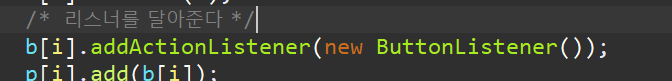 /* 리스너를 달아준다 */
b[i].addActionListener(new ButtonListener());
p[i].add(b[i]);